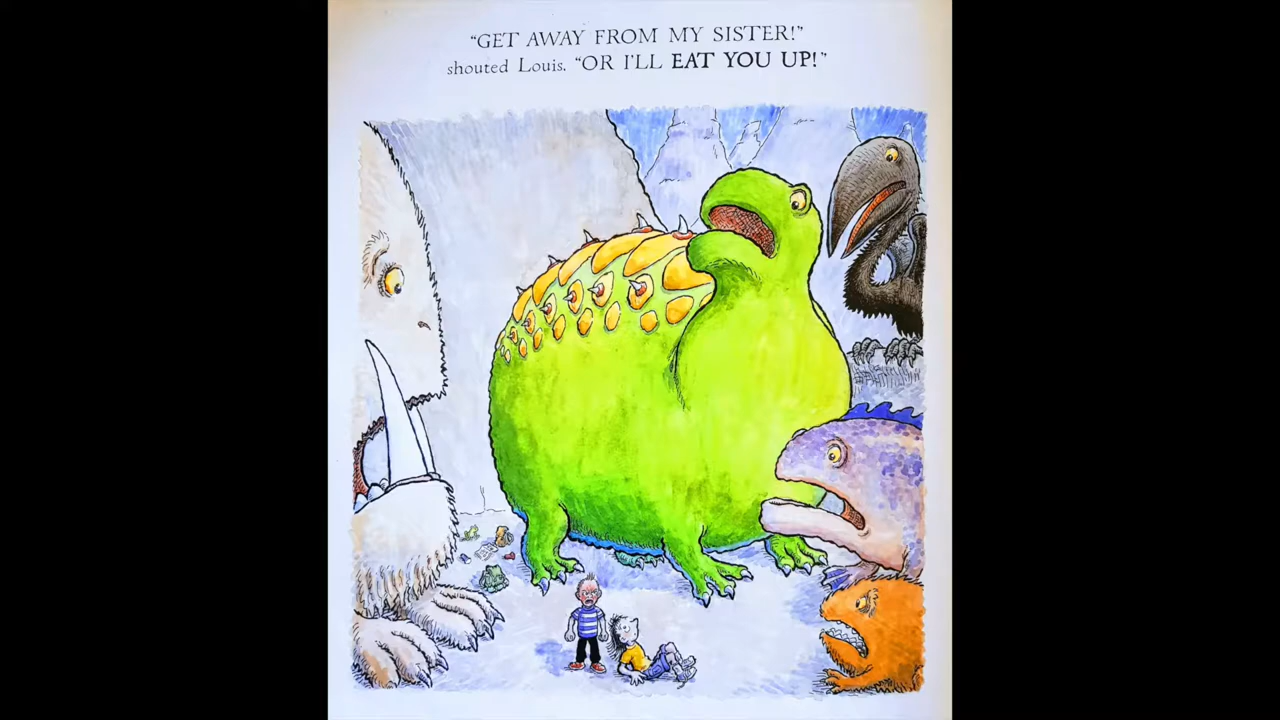 “GET AWAY FROM MY SISTER!”
shouted Louis. “OR I’LL EAT YOU UP!”